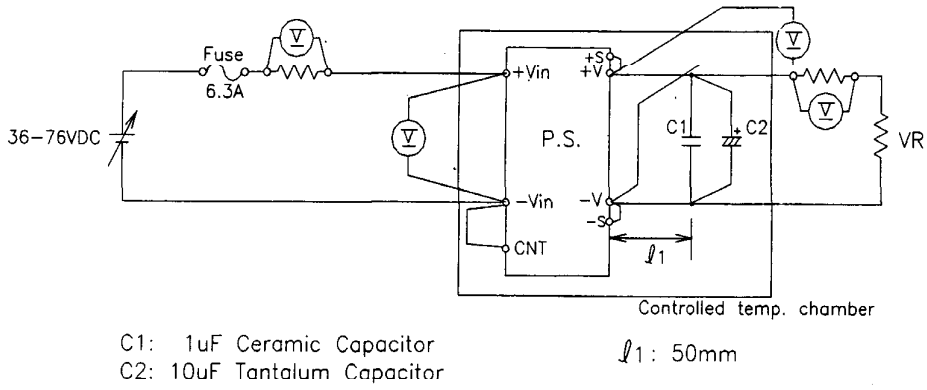 V
Fuse
6.3A
36-76VDC
V
+Vin
-Vin
CNT
P.S.
+S
+V
-V
-S
C1
C2
+
V
V
VR
ℓ1
Controlled temp. chamber
C1: 1uF Ceramic Capacitor
C2: 10uF Tantalum Capacitor
ℓ1: 50mm